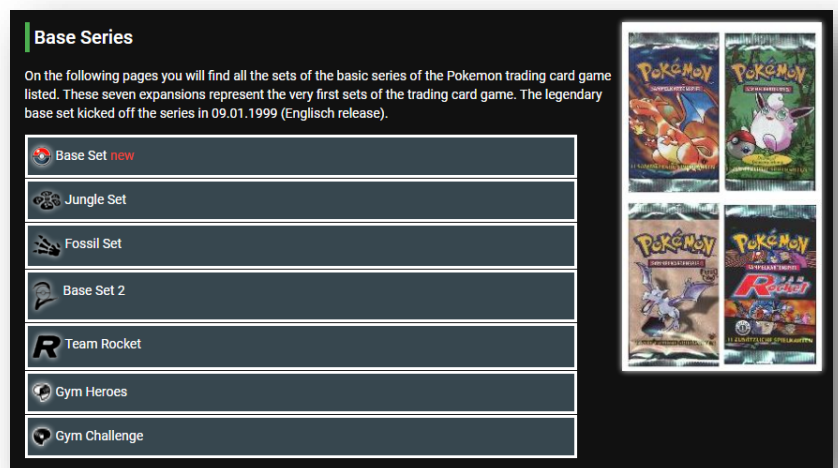 Base Series
On the following pages you will find all the sets of the basic series of the Pokemon trading card game
listed. These seven expansions represent the very first sets of the trading card game. The legendary
base set kicked off the series in 09.01.1999 (Englisch release).
Base Set new
Jungle Set
Fossil Set
Base Set 2
Team Rocket
Gym Heroes
Gym Challenge
POKéMON
POKéMON
POKéMON
POKéMON
Rocket
11 ZUSÄTZLICHE SPIELKARTEN